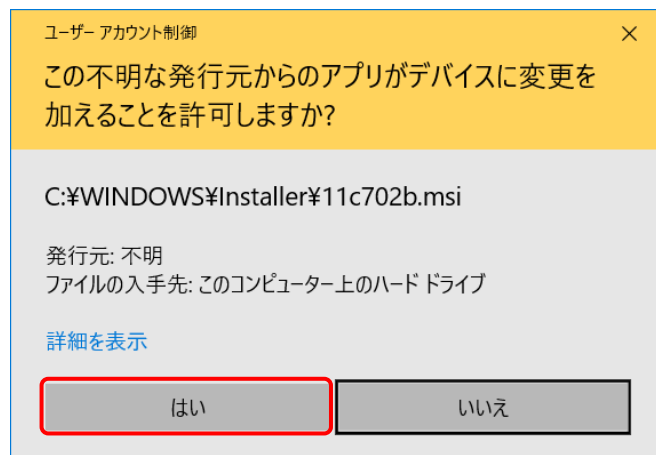 ユーザー アカウント制御
この不明な発行元からのアプリがデバイスに変更を
加えることを許可しますか?
C:¥WINDOWS¥Installer¥11c702b.msi
発行元: 不明
ファイルの入手先: このコンピューター上のハード ドライブ
詳細を表示
はい
いいえ